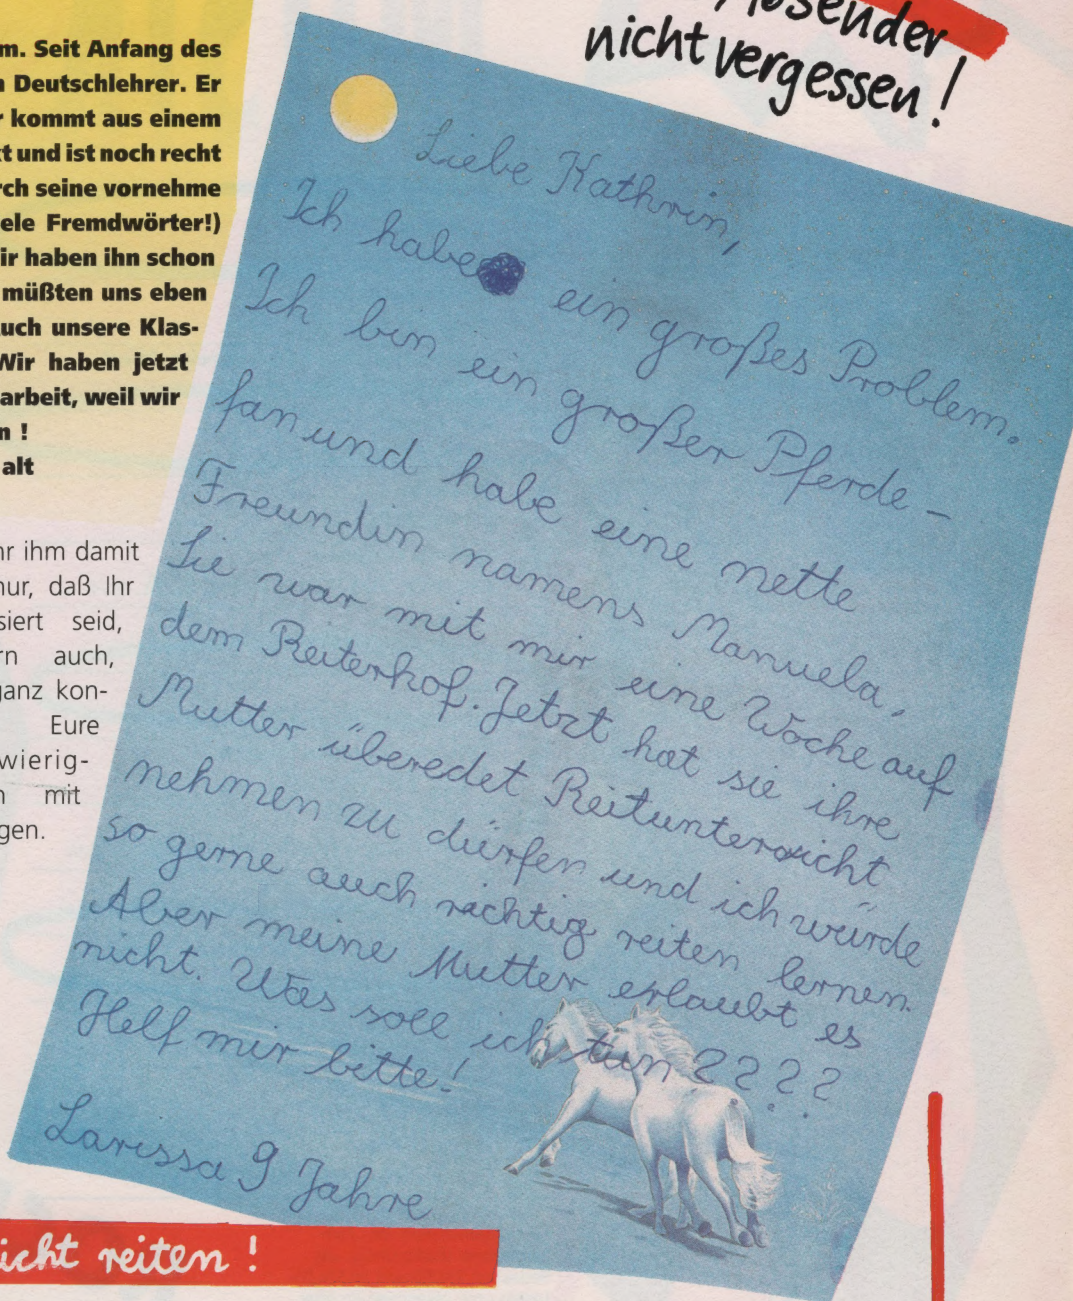 m. Seit Anfang des
Deutschlehrer. Er
kommt aus einem
t und ist noch recht
rch seine vornehme
ele Fremdwörter!)
ir haben ihn schon
müßten uns eben
uch unsere Klas-
Wir haben jetzt
arbeit, weil wir
n !
alt
hr ihm damit
nur, daß Ihr
siert seid,
rn auch,
ganz kon-
Eure
wierig-
n mit
gen.
Absender
nicht vergessen!
Liebe Kathrin,
Ich habe ein großes Problem.
Ich bin ein großer Pferde-
fan und habe eine nette
Freundin namens Manuela,
Sie war mit mir eine Woche auf
dem Reiterhof. Jetzt hat sie ihre
Mutter überedet Reitunterricht
nehmen zu dürfen und ich würde
so gerne auch richtig reiten lernen.
Aber meine Mutter erlaubt es
nicht. Was soll ich tun????
Helf mir bitte!
Larissa 9 Jahre
icht reiten !